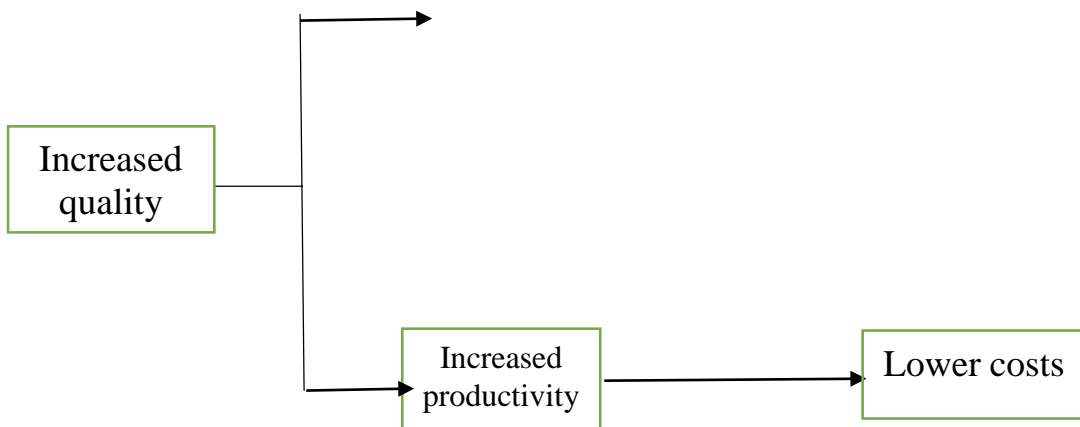 Increased
quality
Increased
productivity
Lower costs